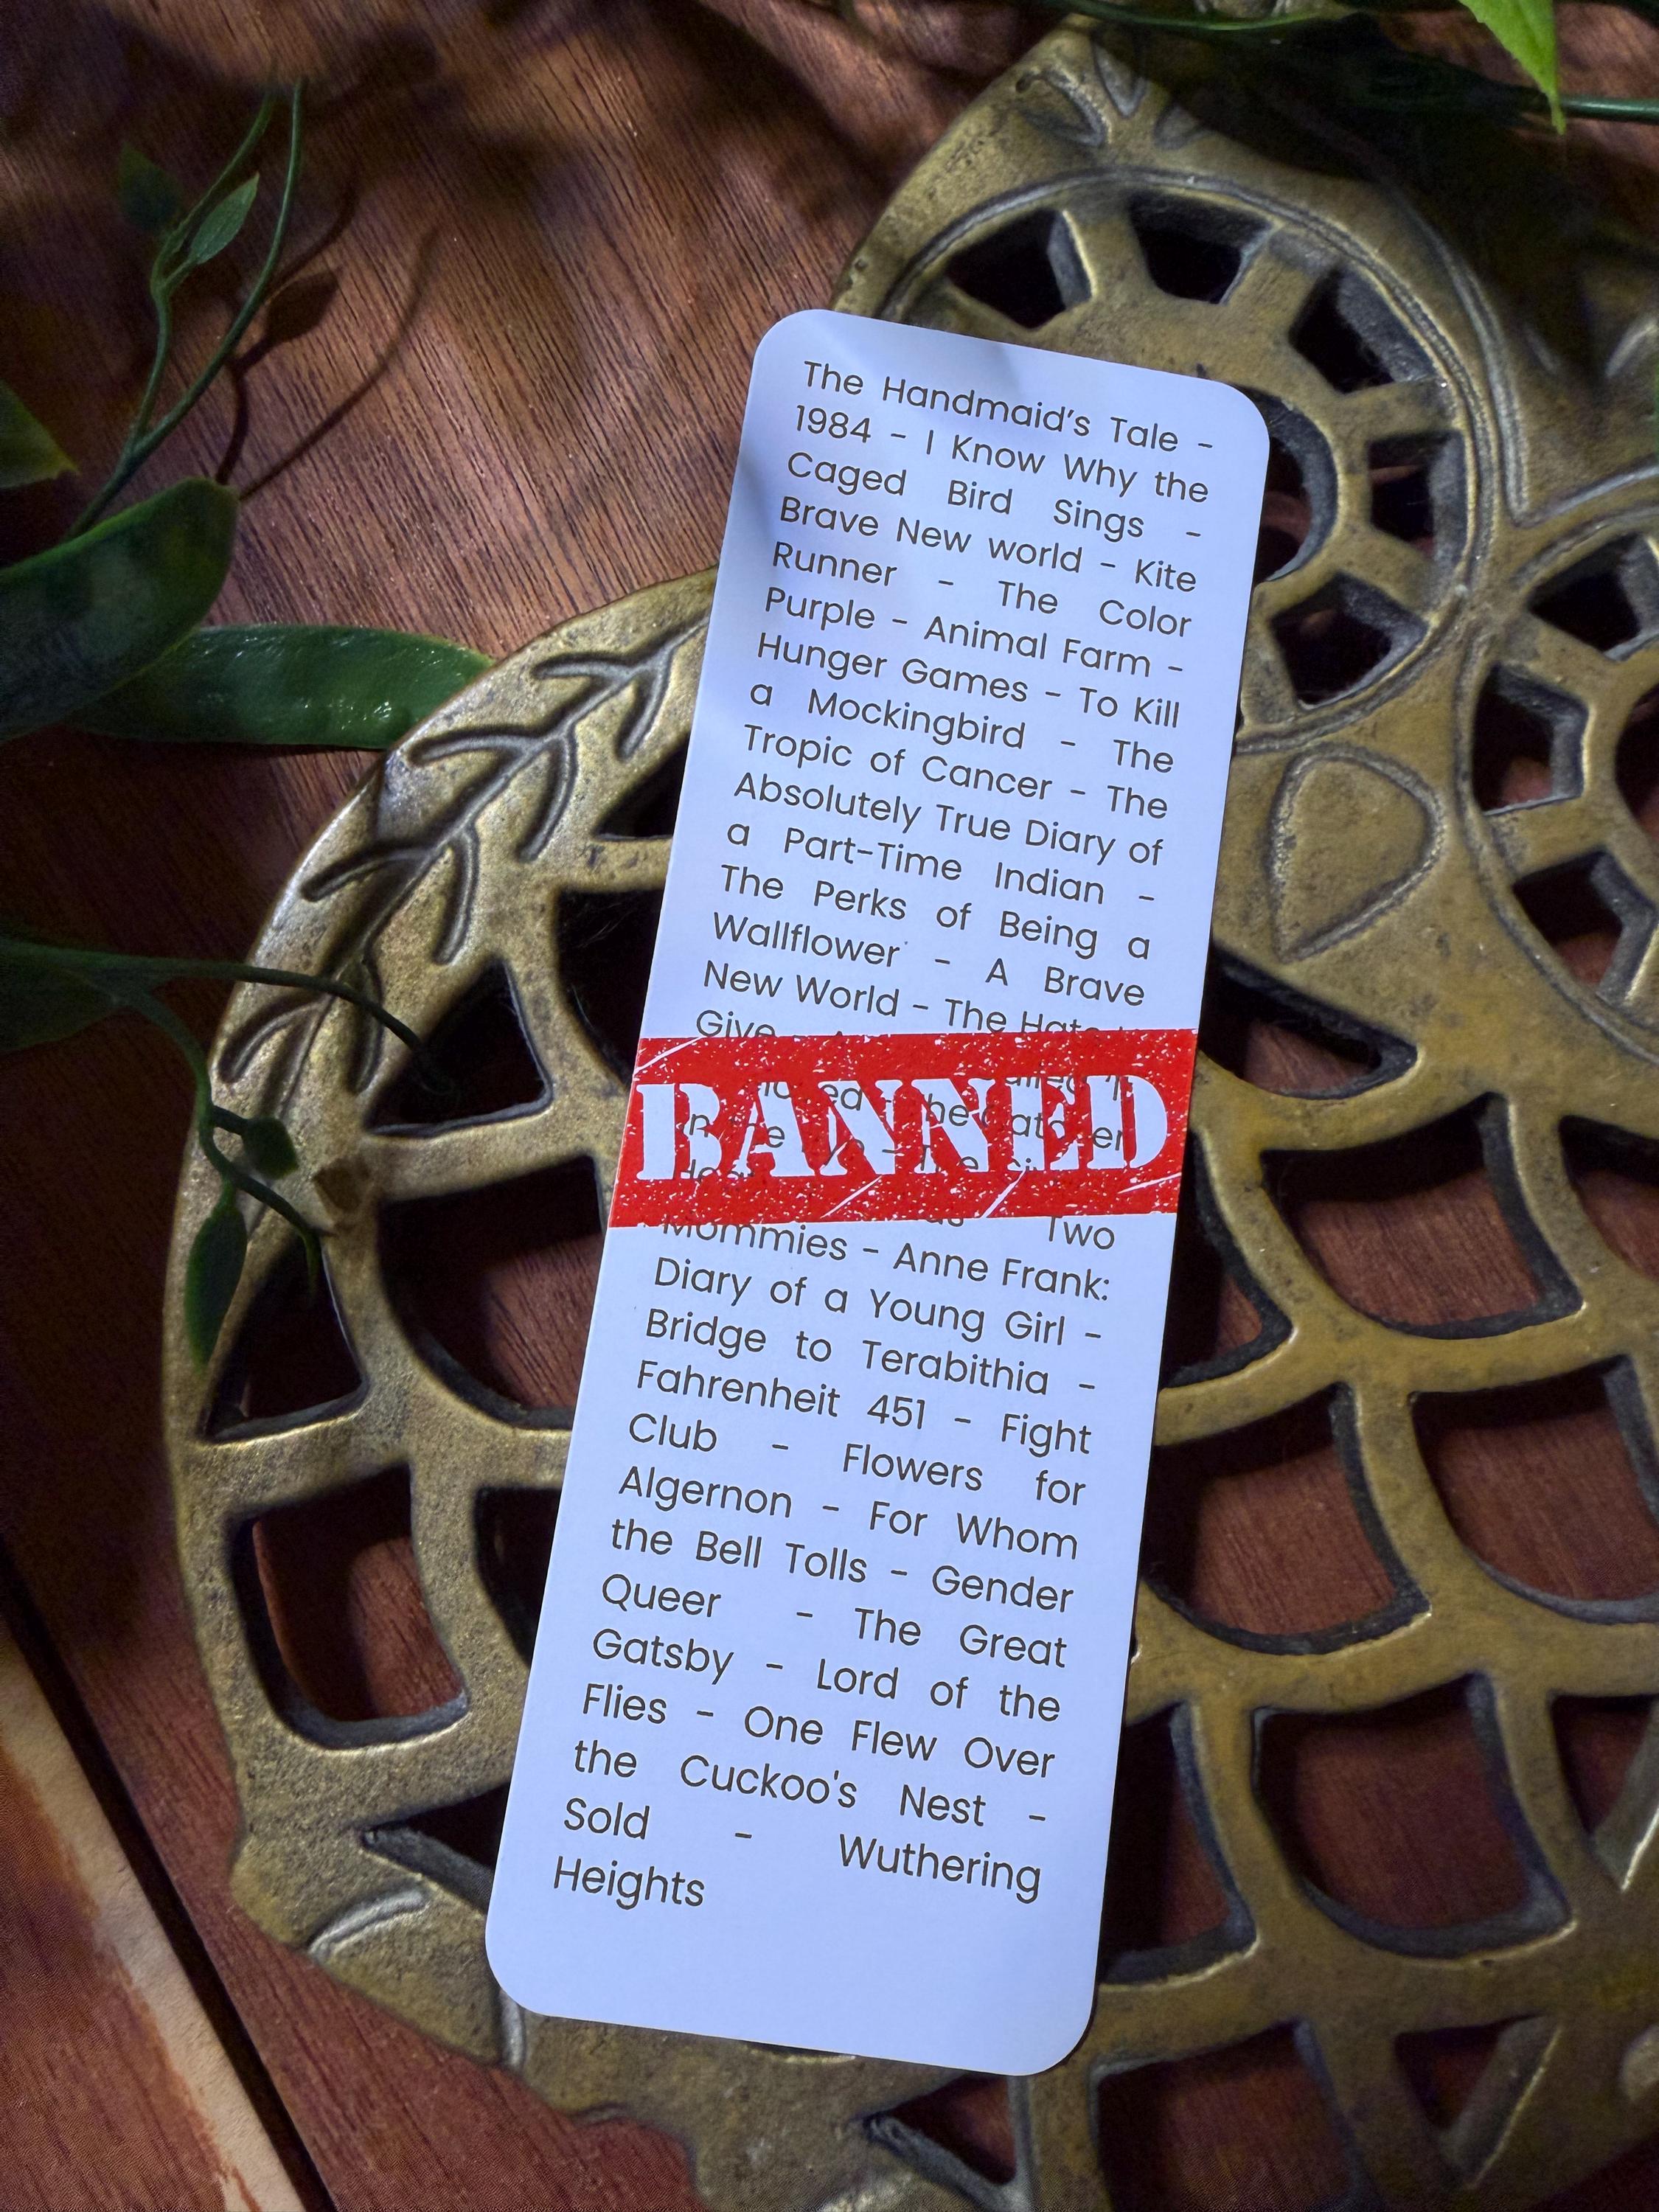 The Handmaid's Tale -
1984 - I Know Why the
Caged Bird Sings -
Brave New world - Kite
Runner - The Color
Purple - Animal Farm -
Hunger Games - To Kill
a Mockingbird - The
Tropic of Cancer - The
Absolutely True Diary of
a Part-Time Indian -
The Perks of Being a
Wallflower - A Brave
New World - The
Give
BANNED
Two
Mommies - Anne Frank:
Diary of a Young Girl -
Bridge to Terabithia -
Fahrenheit 451 - Fight
Club - Flowers for
Algernon - For Whom
the Bell Tolls - Gender
Queer - The Great
Gatsby - Lord of the
Flies - One Flew Over
the Cuckoo's Nest -
Sold - Wuthering
Heights